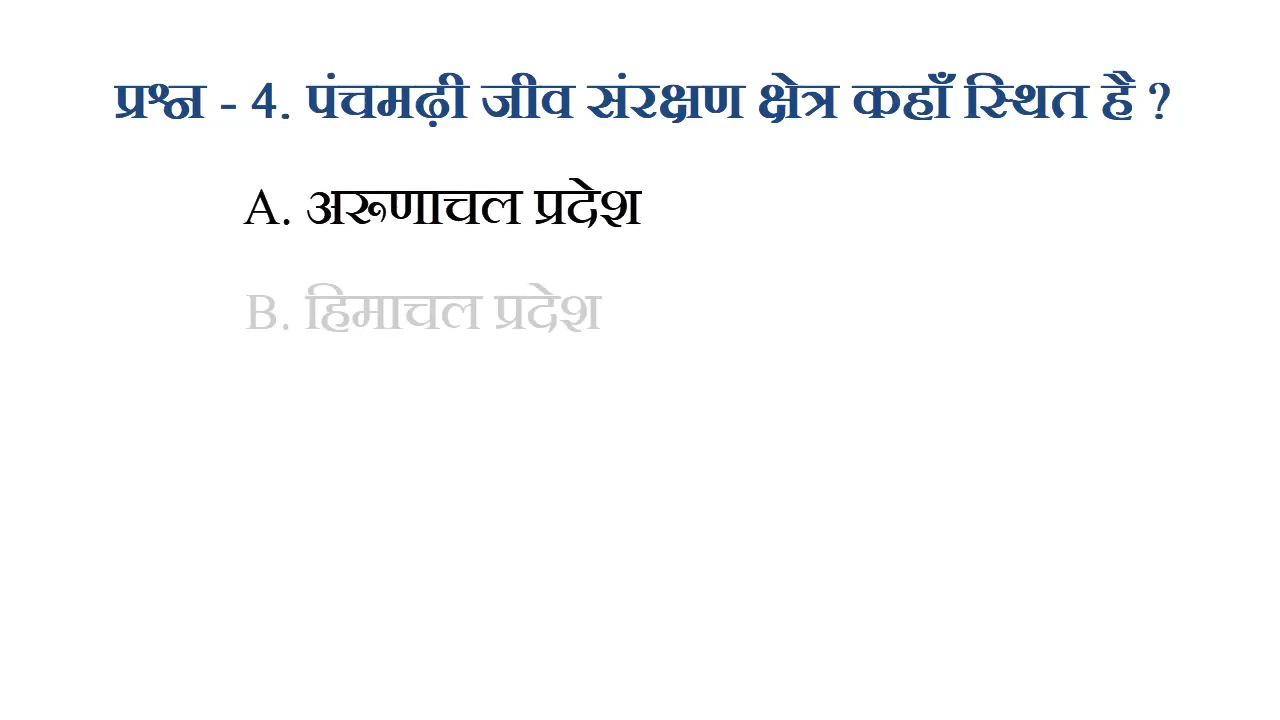 प्रश्न - 4. पंचमढ़ी जीव संरक्षण क्षेत्र कहाँ स्थित है ?
A. अरूणाचल प्रदेश
B. हिमाचल प्रदेश